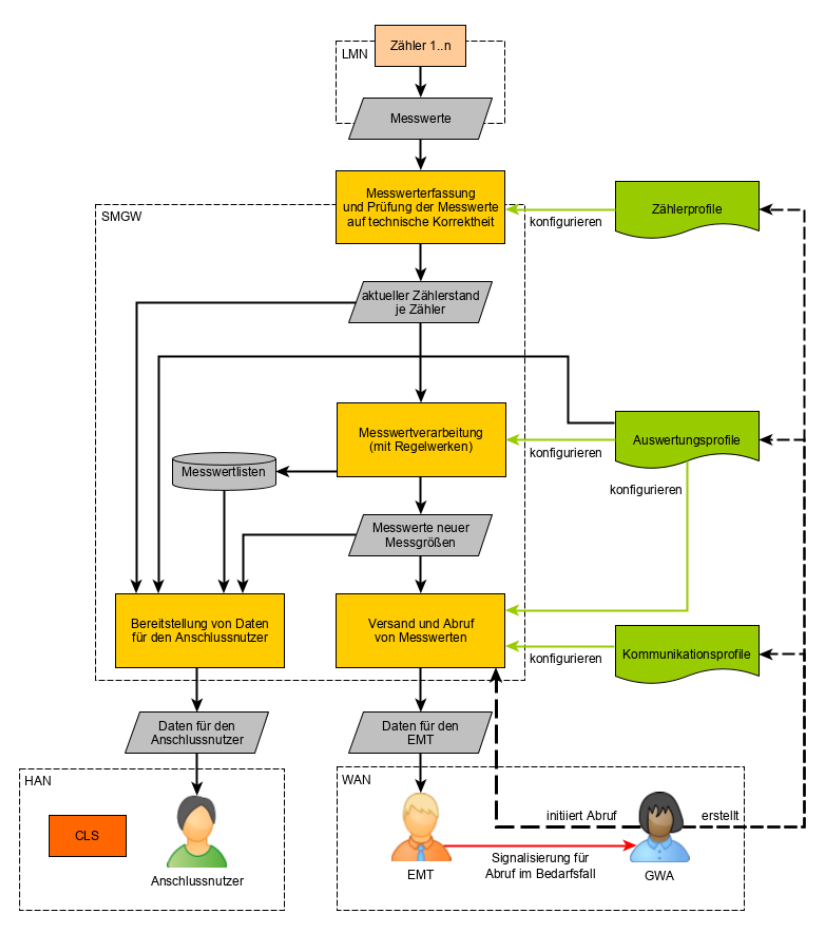 Zähler 1..n
LMN
Messwerte
Messwerterfassung
und Prüfung der Messwerte
auf technische Korrektheit
Zählerprofile
SMGW
konfigurieren
aktueller Zählerstand
je Zähler
Messwertverarbeitung
(mit Regelwerken)
Auswertungsprofile
konfigurieren
Messwertlisten
konfigurieren
Messwerte neuer
Messgrößen
Bereitstellung von Daten
für den Anschlussnutzer
Versand und Abruf
von Messwerten
Kommunikationsprofile
konfigurieren
Daten für den
Anschlussnutzer
Daten für den
EMT
HAN
WAN
CLS
initiiert Abruf
erstellt
Signalisierung für
Abruf im Bedarfsfall
Anschlussnutzer
EMT
GWA